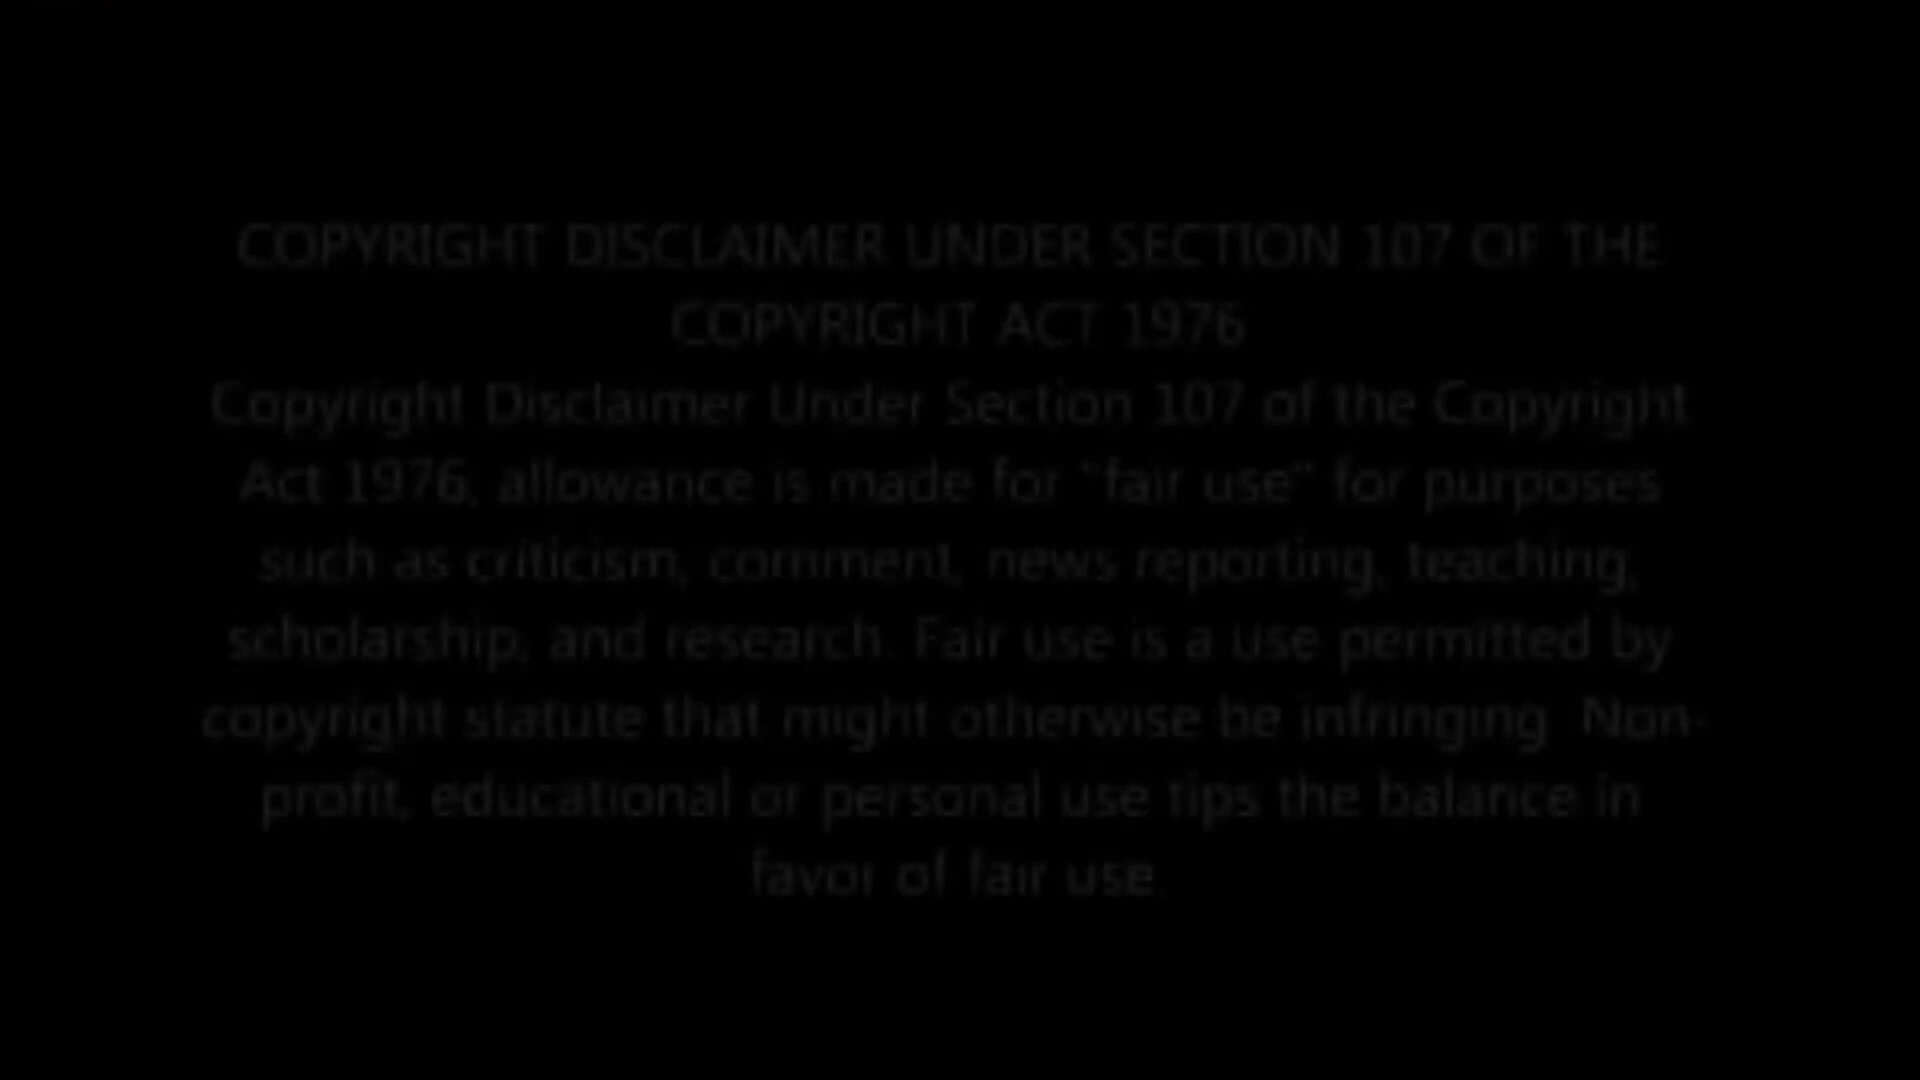 COPYRIGHT DISCLAIMER UNDER SECTION 107 OF THE
COPYRIGHT ACT 1976
Copyright Disclaimer Under Section 107 of the Copyright
Act 1976, allowance is made for "fair use" for purposes
such as criticism, comment, news reporting, teaching,
scholarship, and research. Fair use is a use permitted by
copyright statute that might otherwise be infringing. Non-
profit, educational or personal use tips the balance in
favor of fair use.